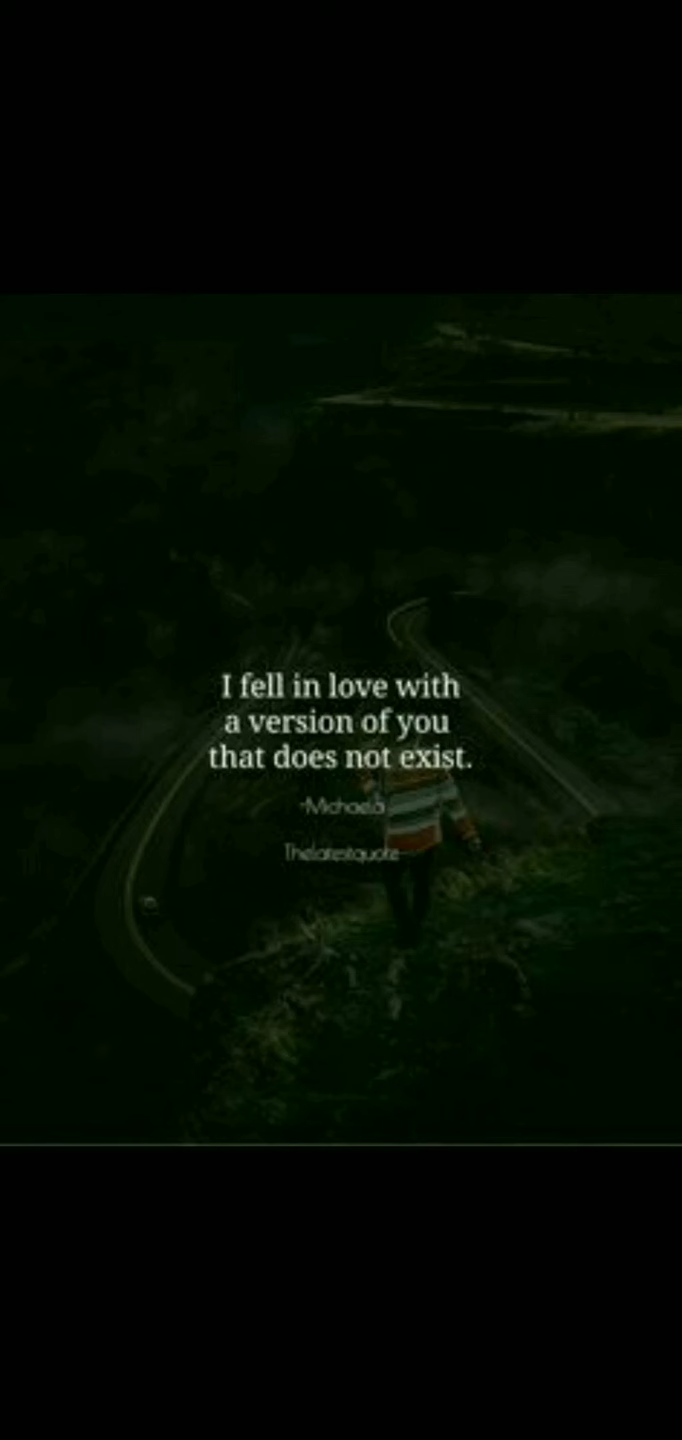 I fell in love with
a version of you
that does not exist.
-Michaela
Thelatestquote